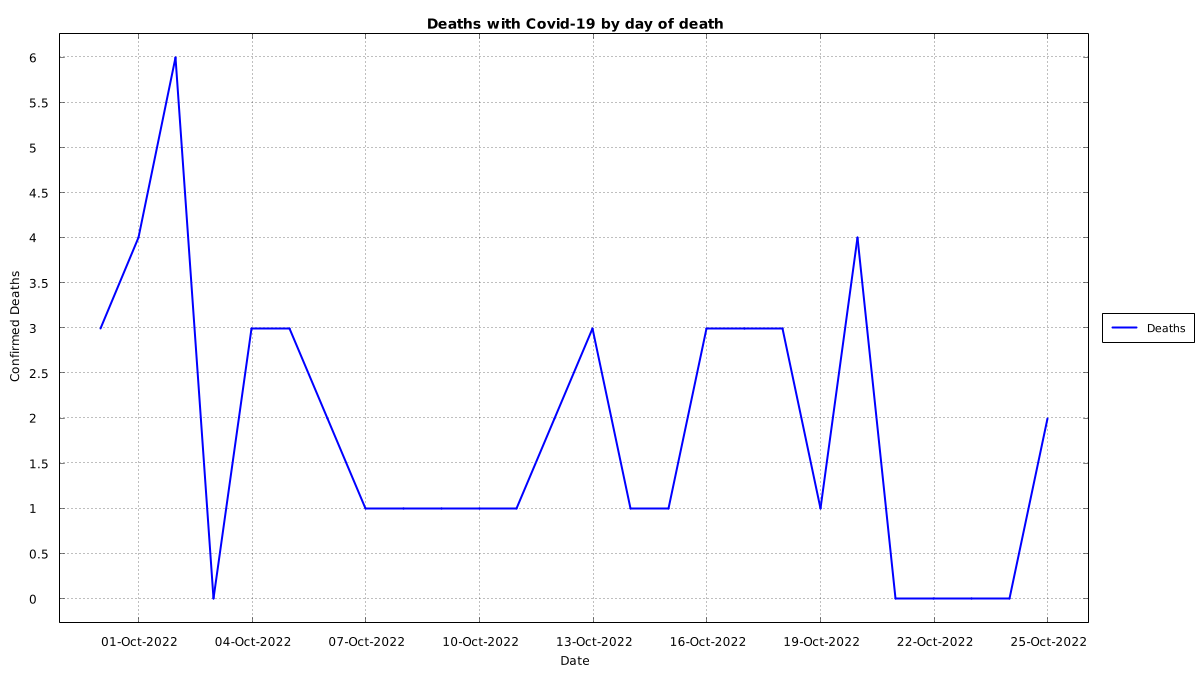 Deaths with Covid-19 by day of death
6
5.5
5
4.5
4
3.5
3
2.5
2
1.5
1
0.5
0
Confirmed Deaths
Deaths
01-Oct-2022 04-Oct-2022 07-Oct-2022 10-Oct-2022 13-Oct-2022 16-Oct-2022 19-Oct-2022 22-Oct-2022 25-Oct-2022
Date